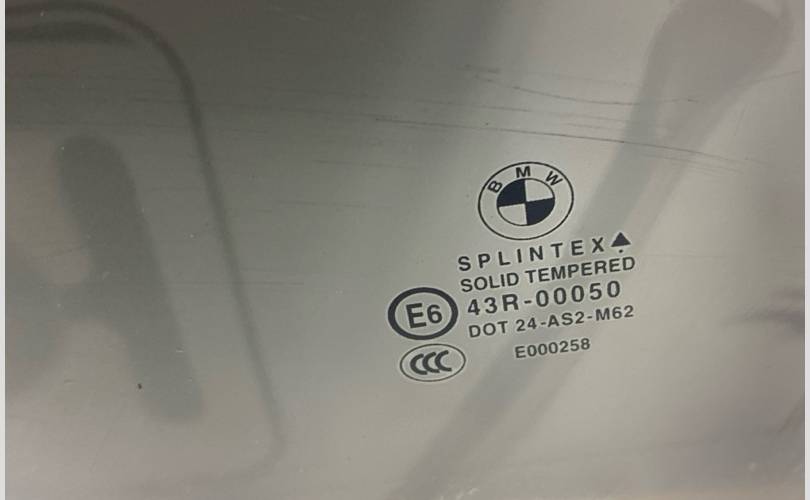 BMW
SPLINTEX
SOLID TEMPERED
E6 43R-00050
DOT 24-AS2-M62
CCC E000258